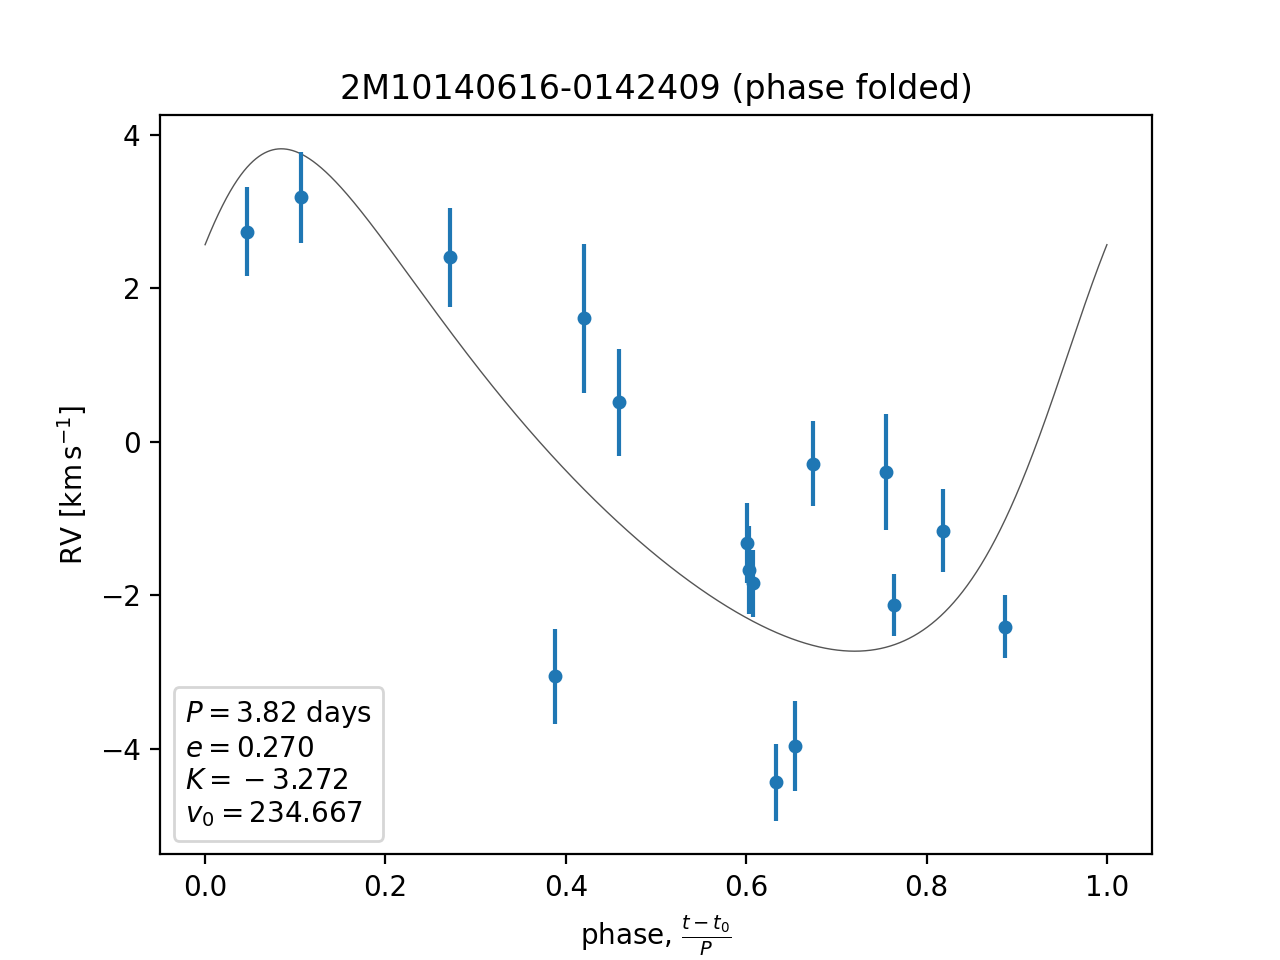 2M10140616-0142409 (phase folded)
4
2
0
−2
−4
RV [km s⁻¹]
P = 3.82 days
e = 0.270
K = −3.272
v₀ = 234.667
0.0 0.2 0.4 0.6 0.8 1.0
phase, (t − t₀)/P